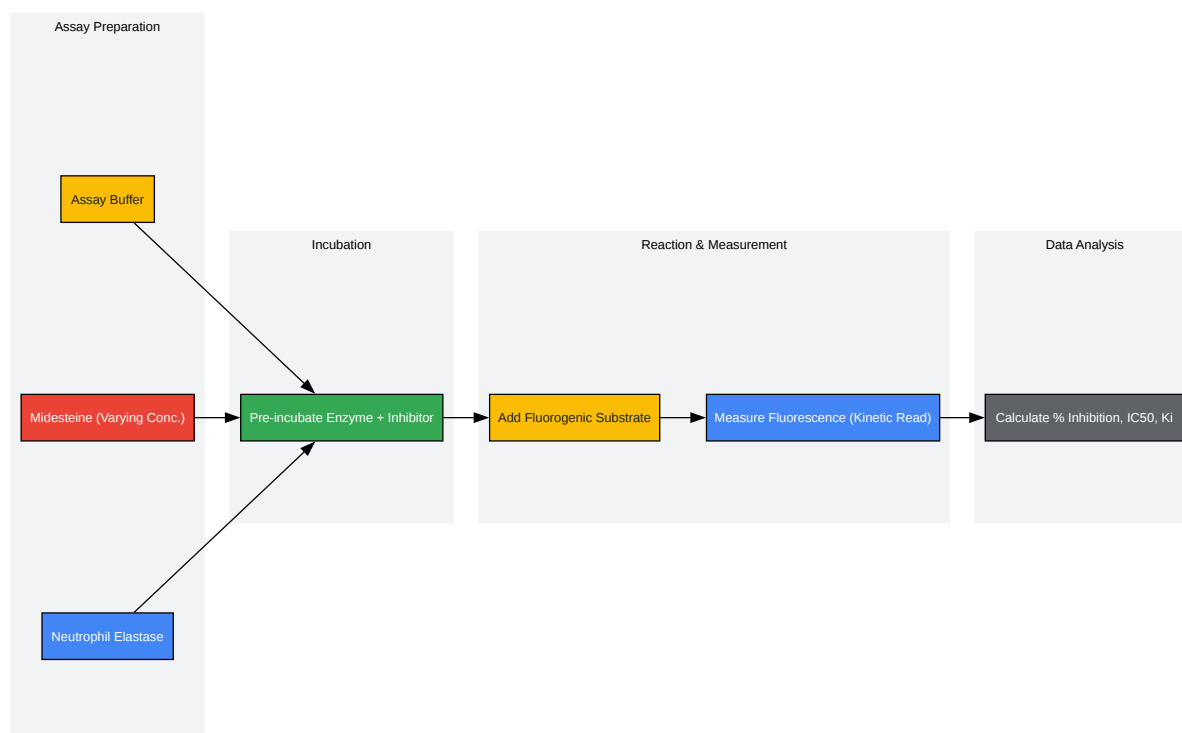 Assay Preparation
Assay Buffer
Midesteine (Varying Conc.)
Neutrophil Elastase
Incubation
Pre-incubate Enzyme + Inhibitor
Reaction & Measurement
Add Fluorogenic Substrate
Measure Fluorescence (Kinetic Read)
Data Analysis
Calculate % Inhibition, IC50, Ki